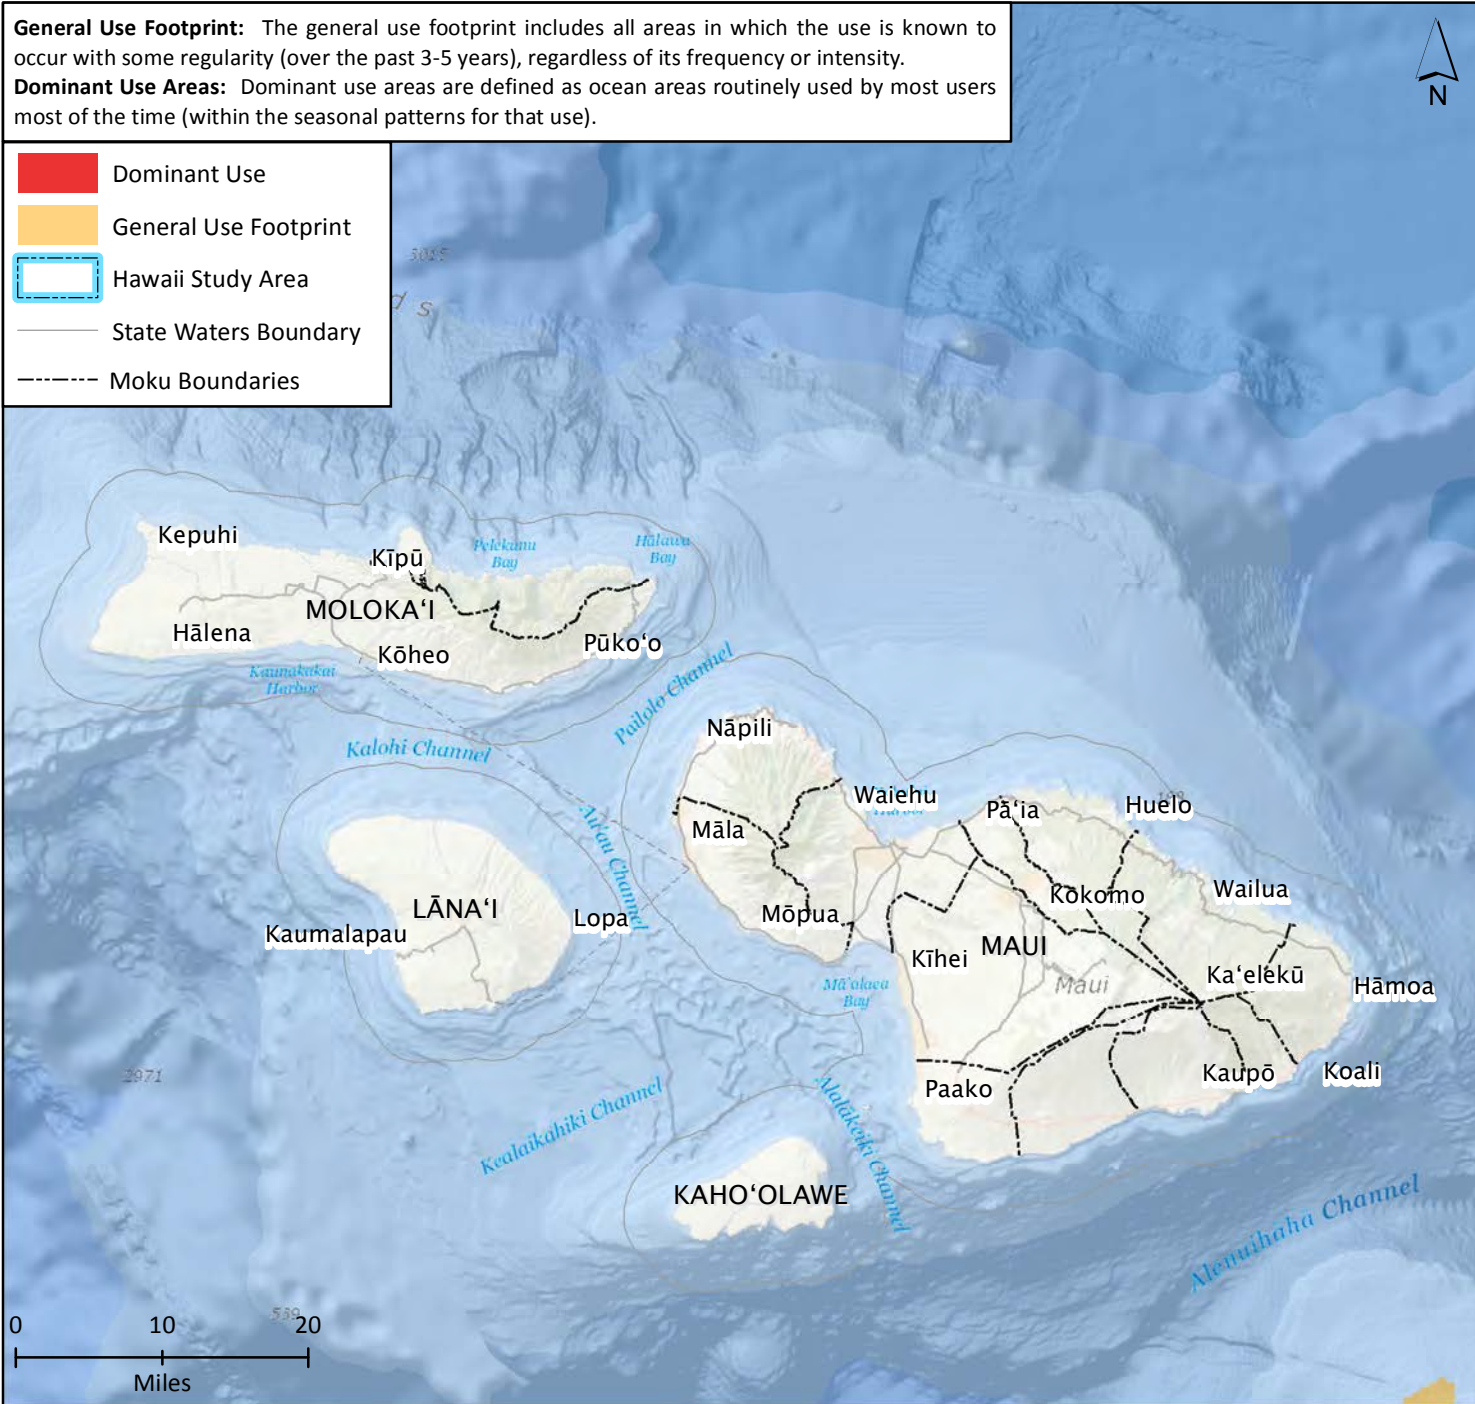 General Use Footprint: The general use footprint includes all areas in which the use is known to
occur with some regularity (over the past 3-5 years), regardless of its frequency or intensity.
Dominant Use Areas: Dominant use areas are defined as ocean areas routinely used by most users
most of the time (within the seasonal patterns for that use).
N
Dominant Use
General Use Footprint
Hawaii Study Area
State Waters Boundary
Moku Boundaries
3015
d s
Kepuhi
Kīpū
Pelekunu
Bay
Hālawa
Bay
MOLOKAʻI
Hālena
Kōheo
Pūkoʻo
Kaunakakai
Harbor
Pailolo Channel
Kalohi Channel
Nāpili
Waiehu
Pāʻia
Huelo
Māla
Auʻau Channel
Kōkomo
Wailua
LĀNAʻI
Lopa
Mōpua
Kaumalapau
Kīhei
MAUI
Maui
Kaʻelekū
Hāmoa
Māʻalaea
Bay
2971
Paako
Kaupō
Koali
Kealaikahiki Channel
Alalākeiki Channel
KAHOʻOLAWE
Alenuihaha Channel
539
0 10 20
Miles